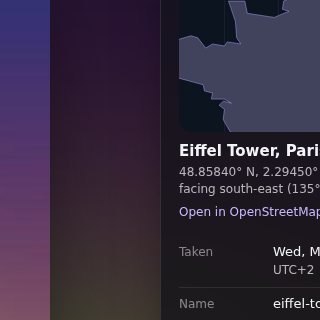 Eiffel Tower, Pari
48.85840° N, 2.29450°
facing south-east (135°
Open in OpenStreetMap
Taken Wed, M
UTC+2
Name eiffel-to